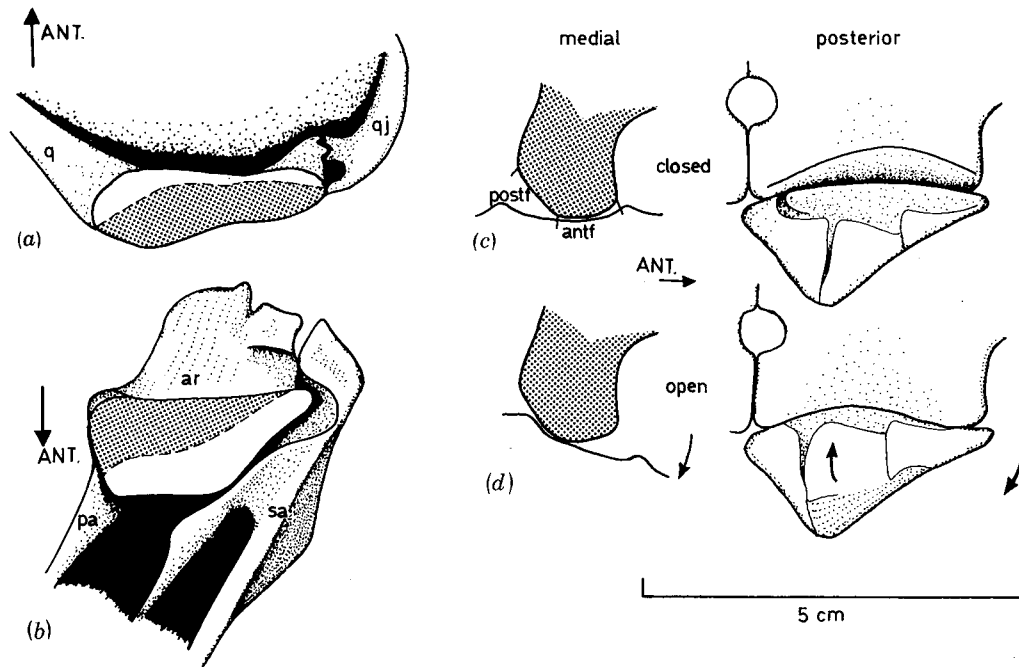 ANT.
q
qj
(a)
ar
ANT.
pa
sa
(b)
medial
posterior
closed
postf
antf
(c)
ANT.
open
(d)
5 cm